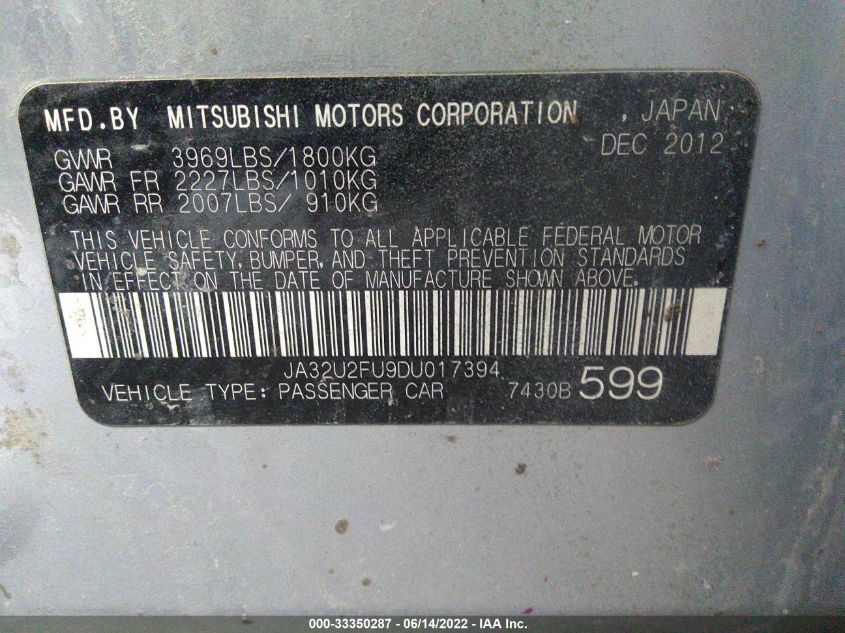 MFD.BY MITSUBISHI MOTORS CORPORATION , JAPAN
DEC 2012
GVWR 3969LBS/1800KG
GAWR FR 2227LBS/1010KG
GAWR RR 2007LBS/ 910KG
THIS VEHICLE CONFORMS TO ALL APPLICABLE FEDERAL MOTOR
VEHICLE SAFETY, BUMPER, AND THEFT PREVENTION STANDARDS
IN EFFECT ON THE DATE OF MANUFACTURE SHOWN ABOVE.
JA32U2FU9DU017394
VEHICLE TYPE: PASSENGER CAR 7430B 599
000-33350287 - 06/14/2022 - IAA Inc.